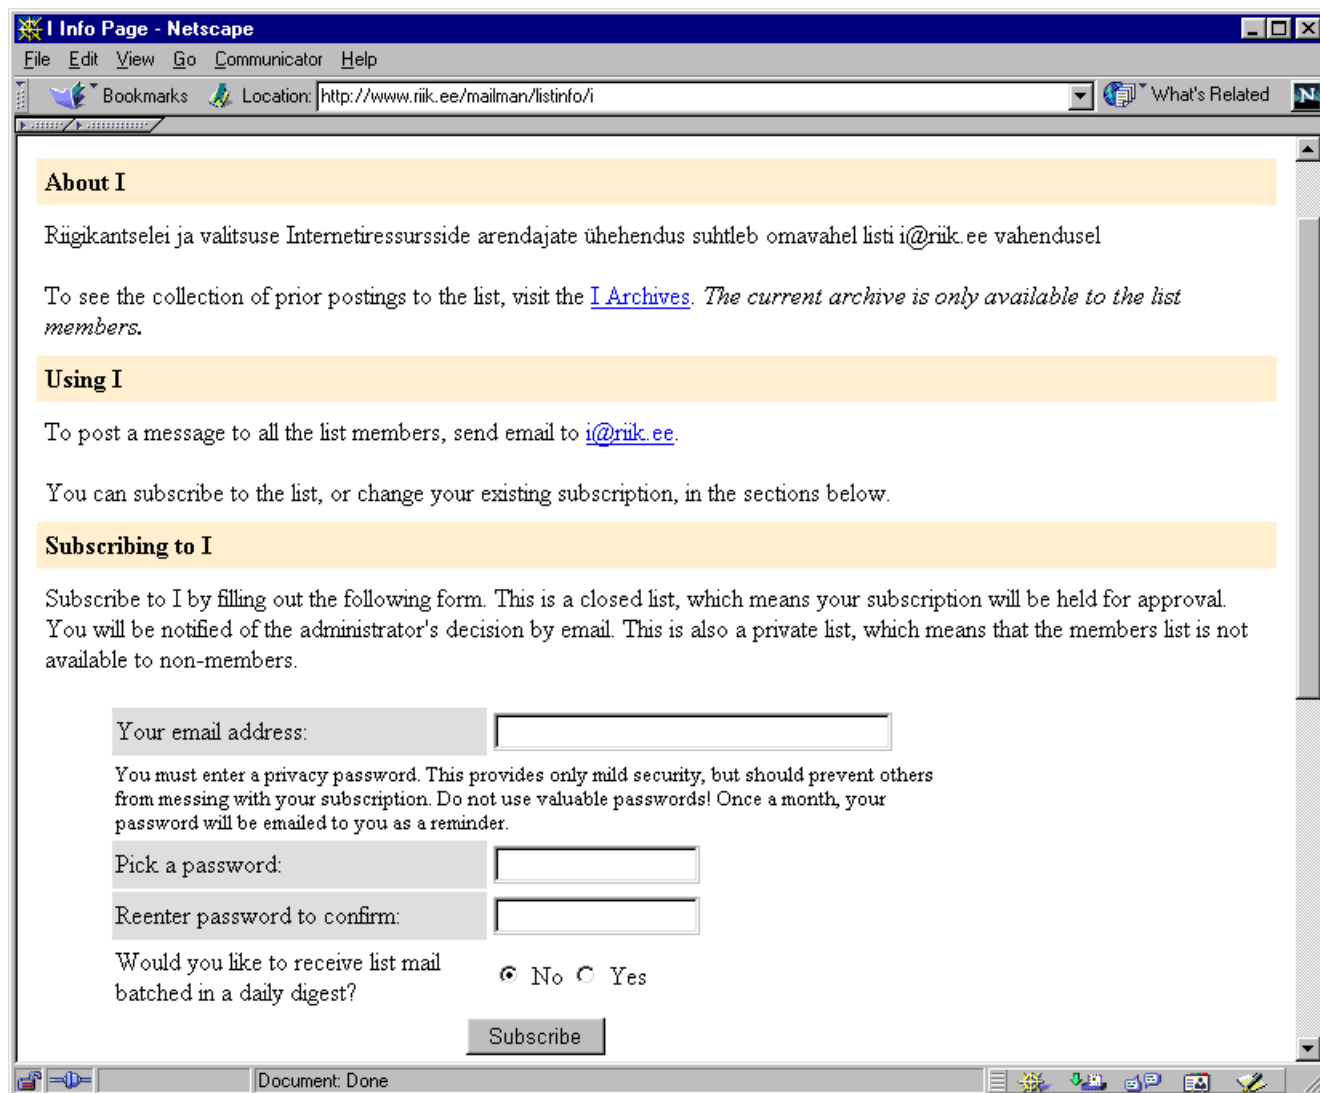 I Info Page - Netscape
File Edit View Go Communicator Help
Bookmarks Location: http://www.riik.ee/mailman/listinfo/i What's Related N
About I
Riigikantselei ja valitsuse Internetiressursside arendajate ühehendus suhtleb omavahel listi i@riik.ee vahendusel
To see the collection of prior postings to the list, visit the I Archives. The current archive is only available to the list
members.
Using I
To post a message to all the list members, send email to i@riik.ee.
You can subscribe to the list, or change your existing subscription, in the sections below.
Subscribing to I
Subscribe to I by filling out the following form. This is a closed list, which means your subscription will be held for approval.
You will be notified of the administrator's decision by email. This is also a private list, which means that the members list is not
available to non-members.
Your email address:
You must enter a privacy password. This provides only mild security, but should prevent others
from messing with your subscription. Do not use valuable passwords! Once a month, your
password will be emailed to you as a reminder.
Pick a password:
Reenter password to confirm:
Would you like to receive list mail
batched in a daily digest?
No Yes
Subscribe
Document: Done